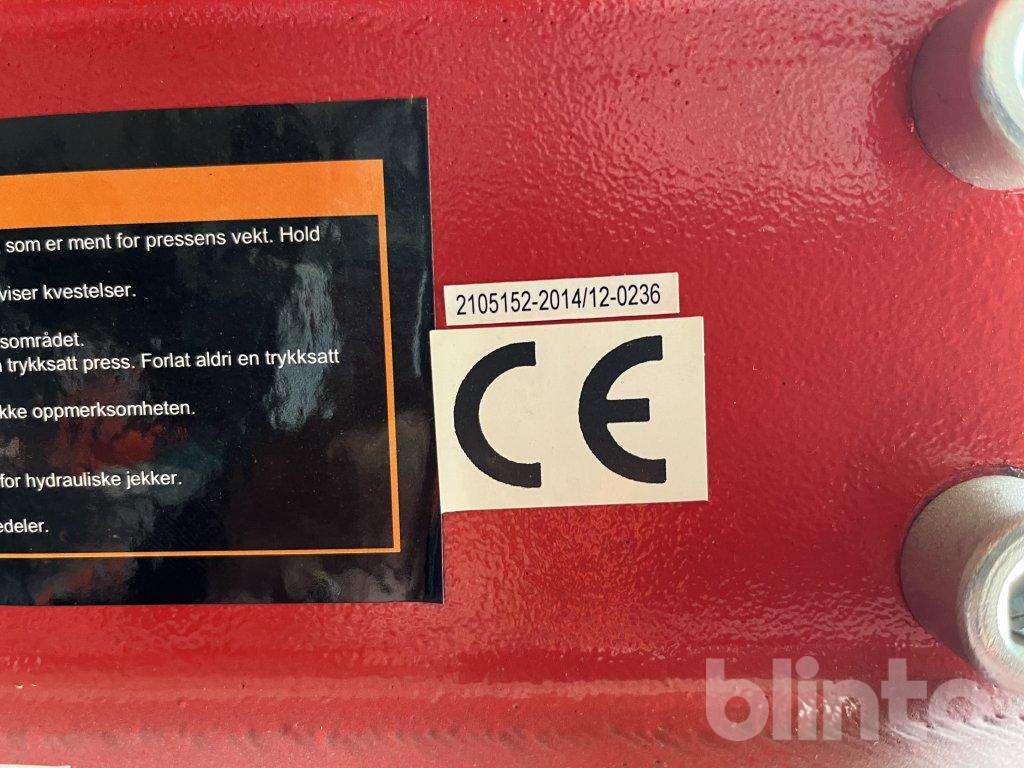 som er ment for pressens vekt. Hold
viser kvestelser.
sområdet.
trykksatt press. Forlat aldri en trykksatt
kke oppmerksomheten.
for hydrauliske jekker.
edeler.
2105152-2014/12-0236
CE
blinto